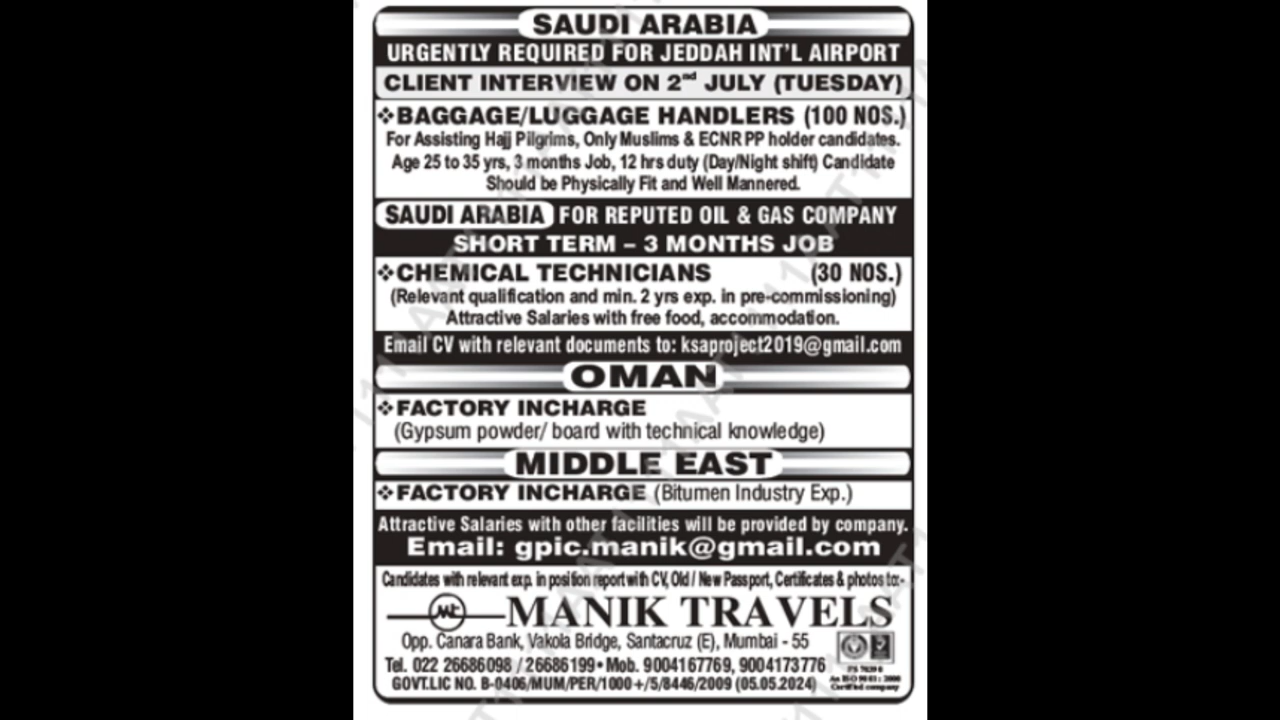 SAUDI ARABIA
URGENTLY REQUIRED FOR JEDDAH INT'L AIRPORT
CLIENT INTERVIEW ON 2nd JULY (TUESDAY)
❖BAGGAGE/LUGGAGE HANDLERS (100 NOS.)
For Assisting Hajj Pilgrims, Only Muslims & ECNR PP holder candidates.
Age 25 to 35 yrs, 3 months Job, 12 hrs duty (Day/Night shift) Candidate
Should be Physically Fit and Well Mannered.
SAUDI ARABIA FOR REPUTED OIL & GAS COMPANY
SHORT TERM – 3 MONTHS JOB
❖CHEMICAL TECHNICIANS (30 NOS.)
(Relevant qualification and min. 2 yrs exp. in pre-commissioning)
Attractive Salaries with free food, accommodation.
Email CV with relevant documents to: ksaproject2019@gmail.com
OMAN
❖FACTORY INCHARGE
(Gypsum powder/ board with technical knowledge)
MIDDLE EAST
❖FACTORY INCHARGE (Bitumen Industry Exp.)
Attractive Salaries with other facilities will be provided by company.
Email: gpic.manik@gmail.com
Candidates with relevant exp. in position report with CV, Old / New Passport, Certificates & photos to:-
MANIK TRAVELS
Opp. Canara Bank, Vakola Bridge, Santacruz (E), Mumbai - 55
Tel. 022 26686098 / 26686199 • Mob. 9004167769, 9004173776
GOVT.LIC NO. B-0406/MUM/PER/1000+/5/8446/2009 (05.05.2024)
An ISO 9001 : 2000
Certified company